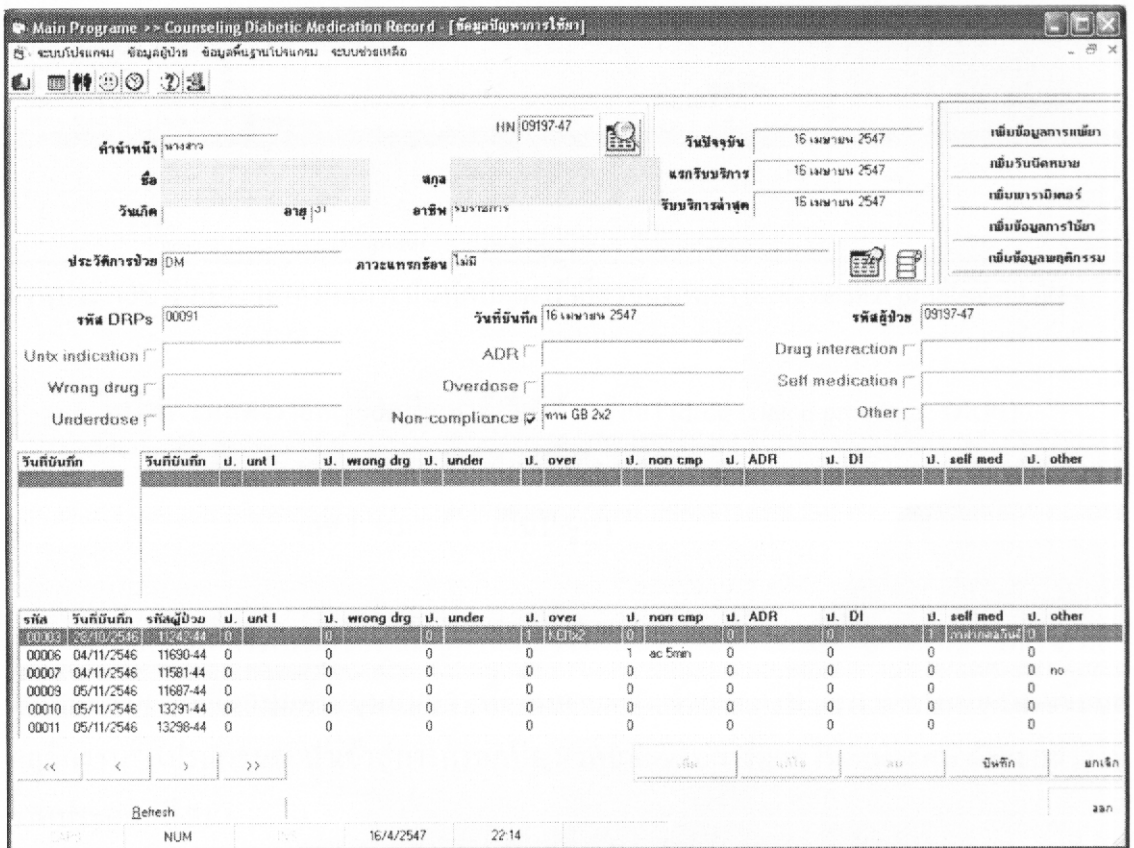 Main Programe >> Counseling Diabetic Medication Record - [ข้อมูลปัญหาการใช้ยา]
ระบบโปรแกรม ข้อมูลผู้ป่วย ข้อมูลพื้นฐานโปรแกรม ระบบช่วยเหลือ
HN 09197-47
คำนำหน้า นางสาว
ชื่อ สกุล
วันเกิด อายุ 31 อาชีพ รับราชการ
วันปัจจุบัน 16 เมษายน 2547
แรกรับบริการ 16 เมษายน 2547
รับบริการล่าสุด 16 เมษายน 2547
เพิ่มข้อมูลการแพ้ยา
เพิ่มวันนัดหมาย
เพิ่มพารามิเตอร์
เพิ่มข้อมูลการใช้ยา
เพิ่มข้อมูลพฤติกรรม
ประวัติการป่วย DM ภาวะแทรกซ้อน ไม่มี
รหัส DRPs 00091 วันที่บันทึก 16 เมษายน 2547 รหัสผู้ป่วย 09197-47
Untx indication ADR Drug interaction
Wrong drug Overdose Self medication
Underdose Non-compliance ทาน GB 2x2 Other
วันที่บันทึก วันที่บันทึก ป. unt I ป. wrong drg ป. under ป. over ป. non cmp ป. ADR ป. DI ป. self med ป. other
รหัส วันที่บันทึก รหัสผู้ป่วย ป. unt I ป. wrong drg ป. under ป. over ป. non cmp ป. ADR ป. DI ป. self med ป. other
00003 28/10/2546 11242-44 0 0 0 1 0 0 0 1 0
00006 04/11/2546 11690-44 0 0 0 0 1 ac 5min 0 0 0 0
00007 04/11/2546 11581-44 0 0 0 0 0 0 0 0 0 no
00009 05/11/2546 11687-44 0 0 0 0 0 0 0 0 0
00010 05/11/2546 13291-44 0 0 0 0 0 0 0 0 0
00011 05/11/2546 13298-44 0 0 0 0 0 0 0 0 0
<< < > >> เพิ่ม แก้ไข ลบ บันทึก ยกเลิก
Refresh ออก
CAPS NUM INS 16/4/2547 22:14